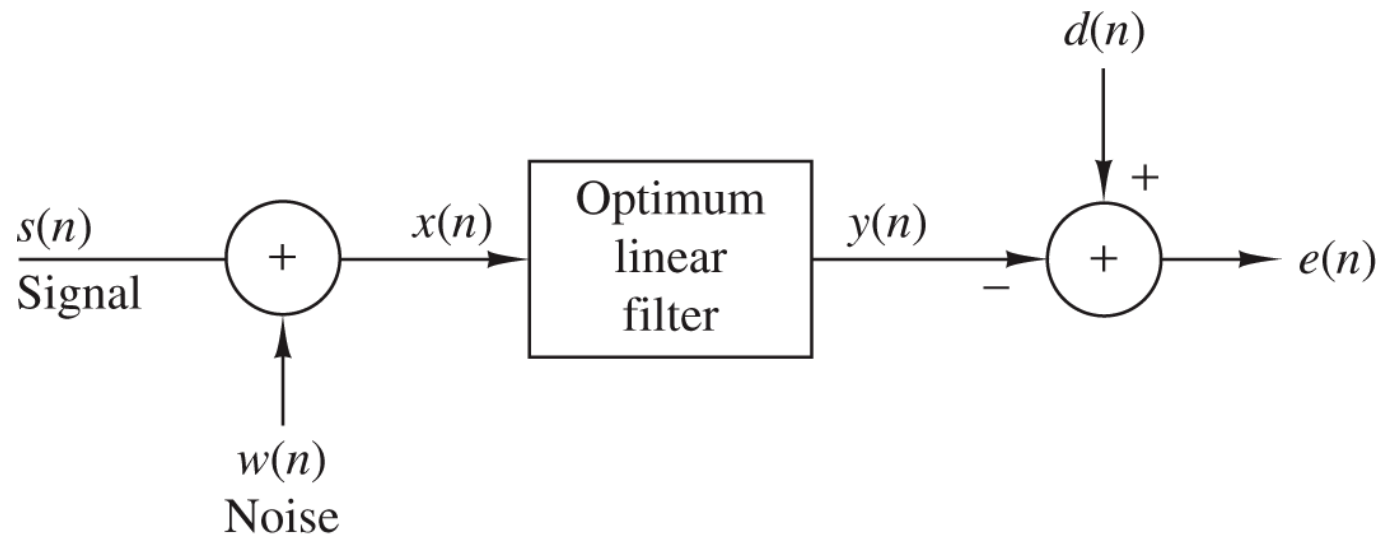 d(n)
+
s(n)
Signal
+
x(n)
Optimum
linear
filter
y(n)
−
+
e(n)
w(n)
Noise